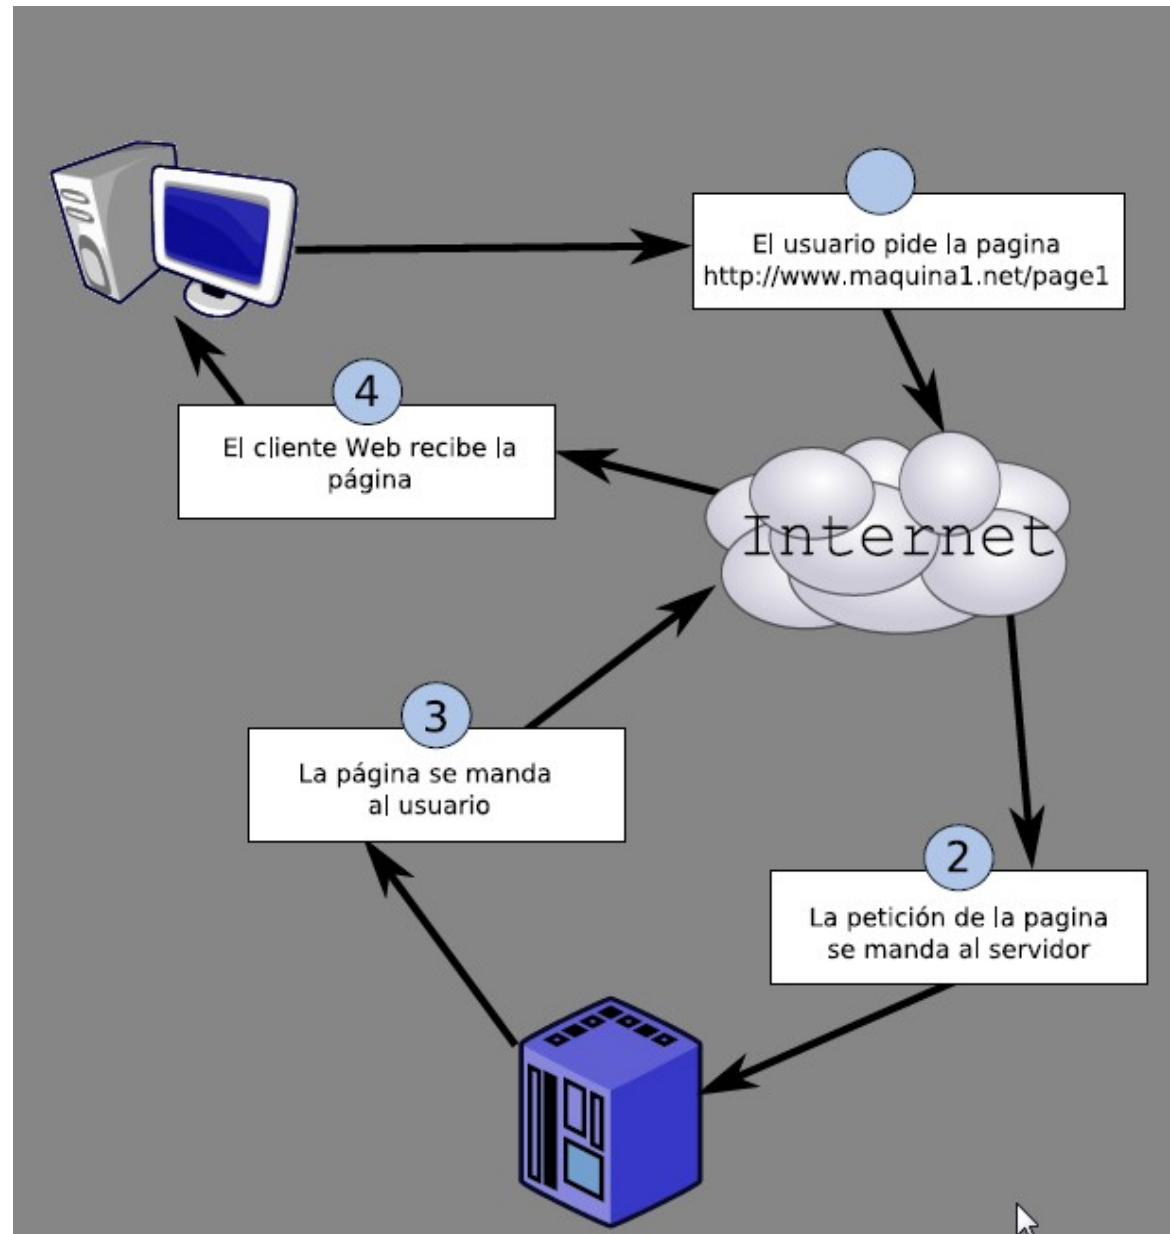 El usuario pide la pagina
http://www.maquina1.net/page1
4
El cliente Web recibe la
página
Internet
3
La página se manda
al usuario
2
La petición de la pagina
se manda al servidor